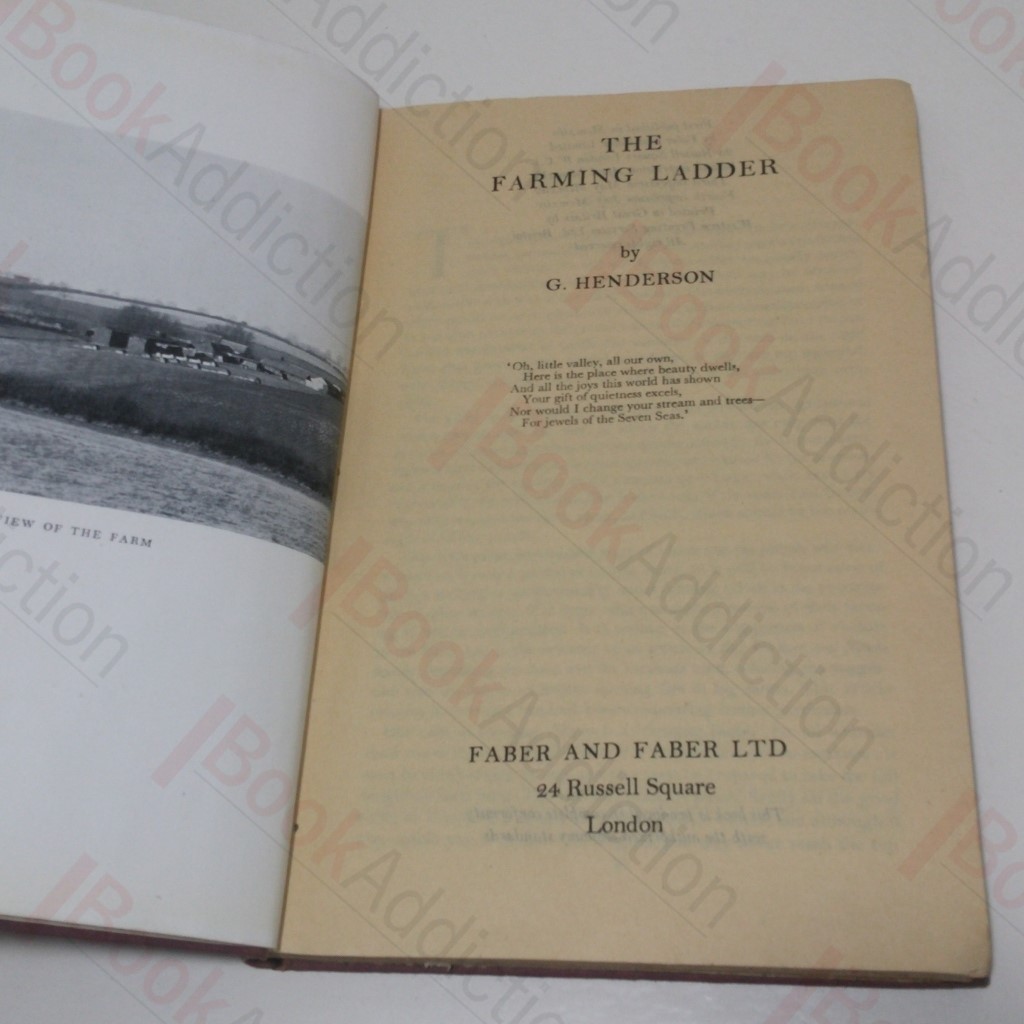 VIEW OF THE FARM
THE
FARMING LADDER
by
G. HENDERSON
'Oh, little valley, all our own,
Here is the place where beauty dwells,
And all the joys this world has shown
Your gift of quietness excels,
Nor would I change your stream and trees—
For jewels of the Seven Seas.'
FABER AND FABER LTD
24 Russell Square
London
BookAddiction